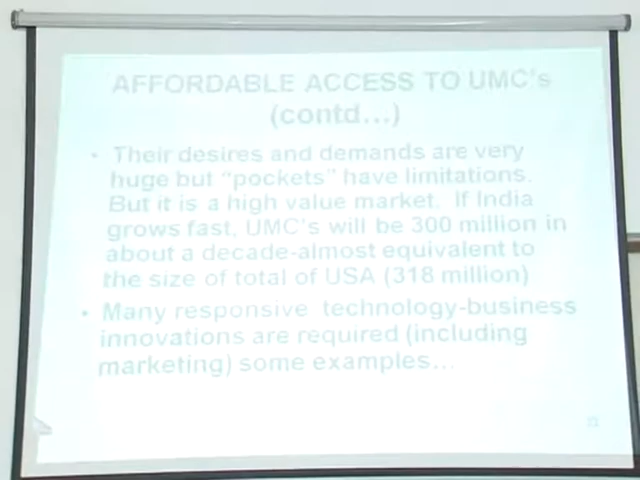 AFFORDABLE ACCESS TO UMC's
(contd...)
• Their desires and demands are very
huge but "pockets" have limitations.
But it is a high value market. If India
grows fast, UMC's will be 300 million in
about a decade-almost equivalent to
the size of total of USA (318 million)
• Many responsive technology-business
innovations are required (including
marketing) some examples...